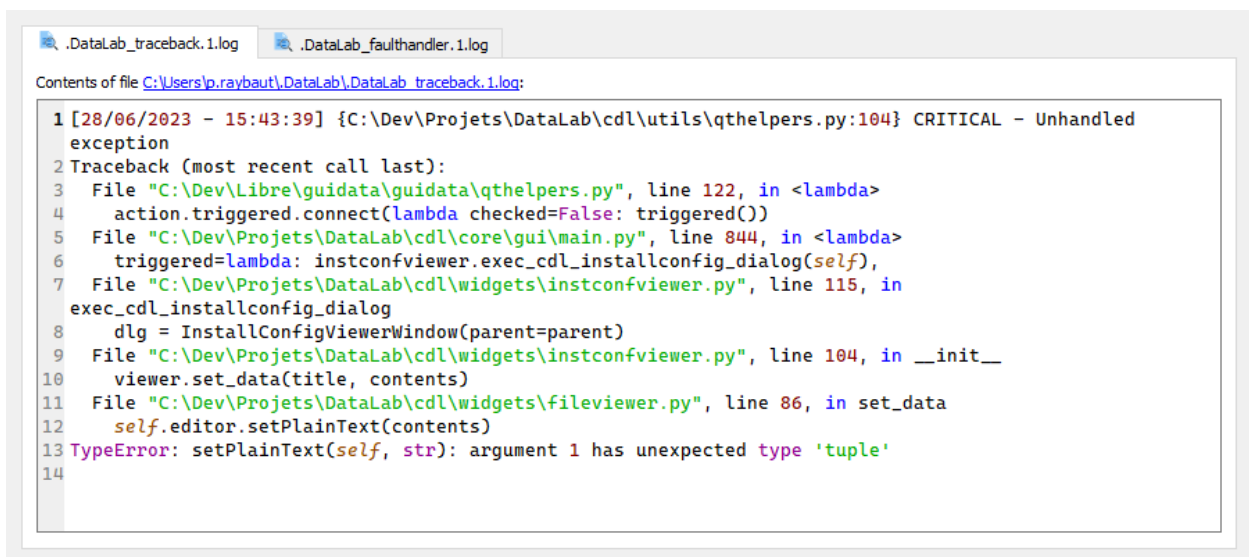 .DataLab_traceback.1.log .DataLab_faulthandler.1.log
Contents of file C:\Users\p.raybaut\.DataLab\.DataLab_traceback.1.log:
1 [28/06/2023 - 15:43:39] {C:\Dev\Projets\DataLab\cdl\utils\qthelpers.py:104} CRITICAL - Unhandled
exception
2 Traceback (most recent call last):
3   File "C:\Dev\Libre\guidata\guidata\qthelpers.py", line 122, in <lambda>
4     action.triggered.connect(lambda checked=False: triggered())
5   File "C:\Dev\Projets\DataLab\cdl\core\gui\main.py", line 844, in <lambda>
6     triggered=lambda: instconfviewer.exec_cdl_installconfig_dialog(self),
7   File "C:\Dev\Projets\DataLab\cdl\widgets\instconfviewer.py", line 115, in
exec_cdl_installconfig_dialog
8     dlg = InstallConfigViewerWindow(parent=parent)
9   File "C:\Dev\Projets\DataLab\cdl\widgets\instconfviewer.py", line 104, in __init__
10     viewer.set_data(title, contents)
11   File "C:\Dev\Projets\DataLab\cdl\widgets\fileviewer.py", line 86, in set_data
12     self.editor.setPlainText(contents)
13 TypeError: setPlainText(self, str): argument 1 has unexpected type 'tuple'
14